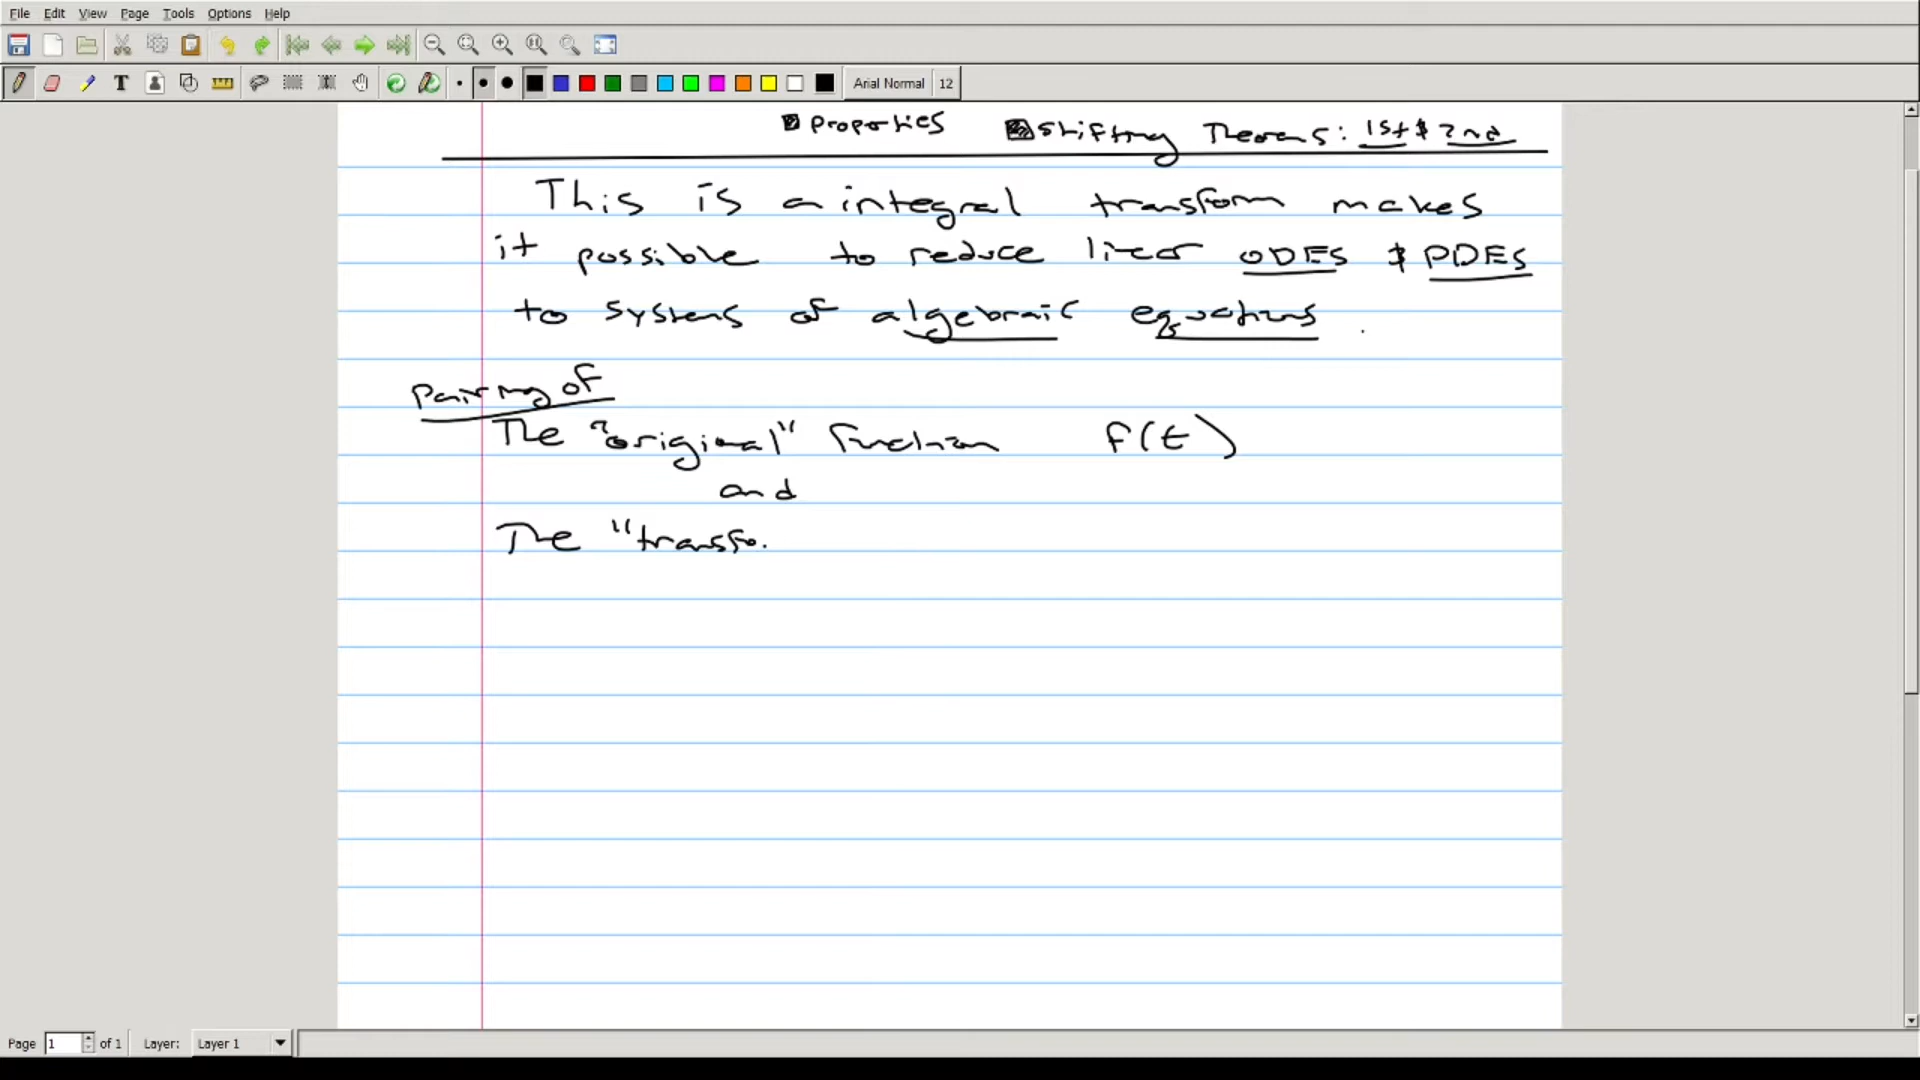 File Edit View Page Tools Options Help
Arial Normal 12
properties shifting Theorems: 1st & 2nd
This is a integral transform makes
it possible to reduce linear ODEs & PDEs
to systems of algebraic equations.
Pairing of
The "original" function f(t)
and
The "transfo.
Page 1 of 1 Layer: Layer 1